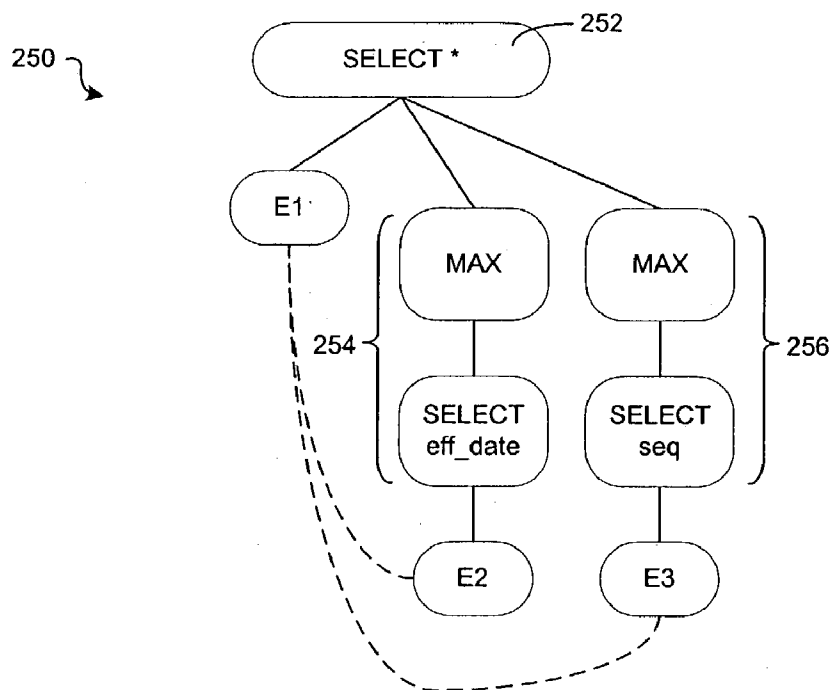 252
SELECT *
250
E1
MAX
MAX
254
256
SELECT
eff_date
SELECT
seq
E2
E3